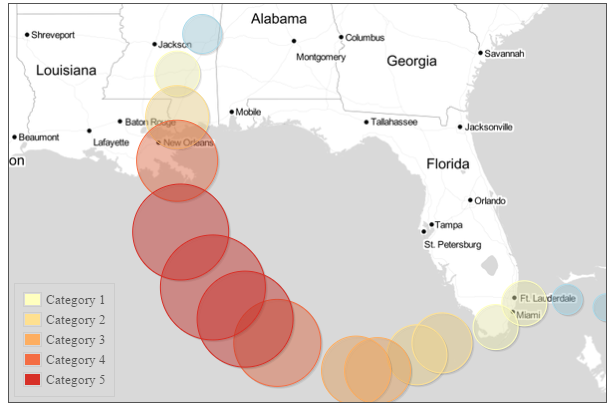 Alabama
Shreveport
Jackson
Columbus
Montgomery
Georgia
Savannah
Louisiana
Mobile
Baton Rouge
Tallahassee
Jacksonville
Beaumont
Lafayette
New Orleans
on
Florida
Orlando
Tampa
St. Petersburg
Ft. Lauderdale
Miami
Category 1
Category 2
Category 3
Category 4
Category 5